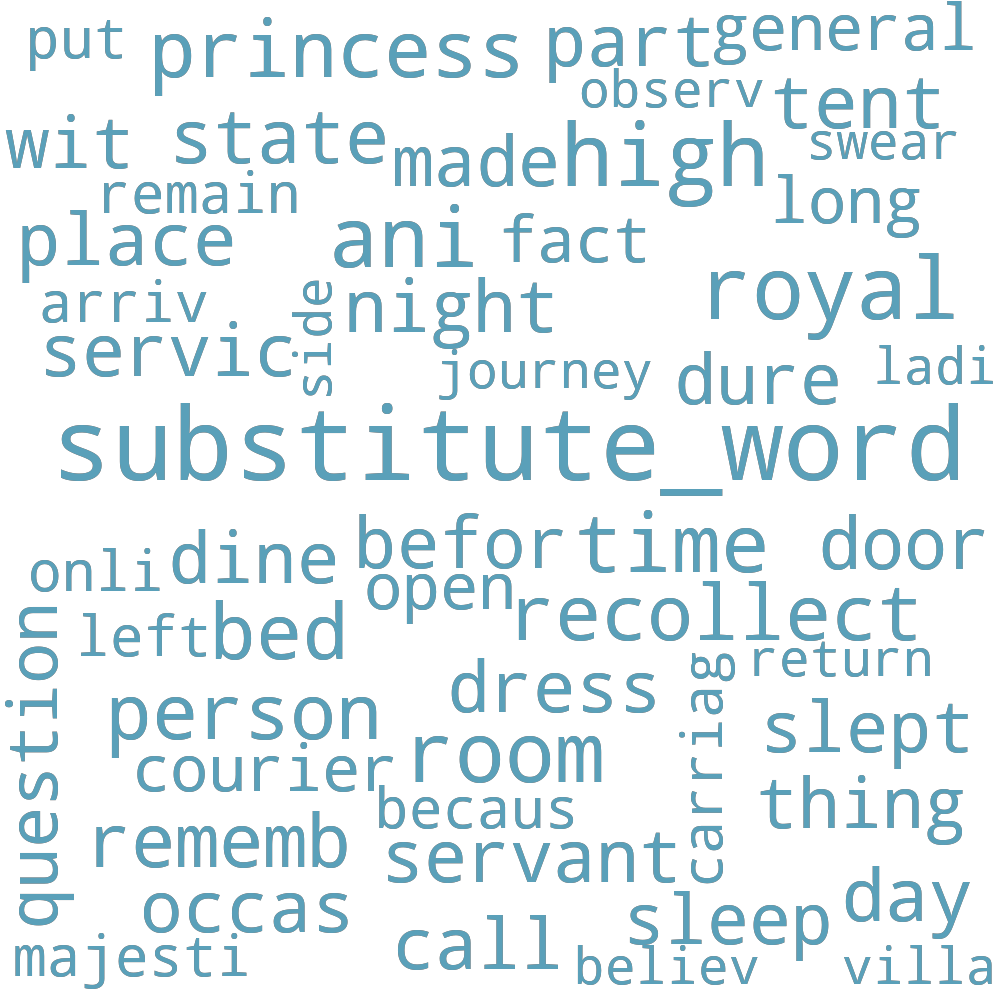 put princess part general
observ tent
wit state made high swear
remain long
place ani fact
royal
arriv side night
servic journey dure ladi
substitute_word
onli dine befor time door
open recollect
left bed return
question person dress carriag slept
courier room
becaus thing
rememb servant
occas call sleep day
majesti believ villa